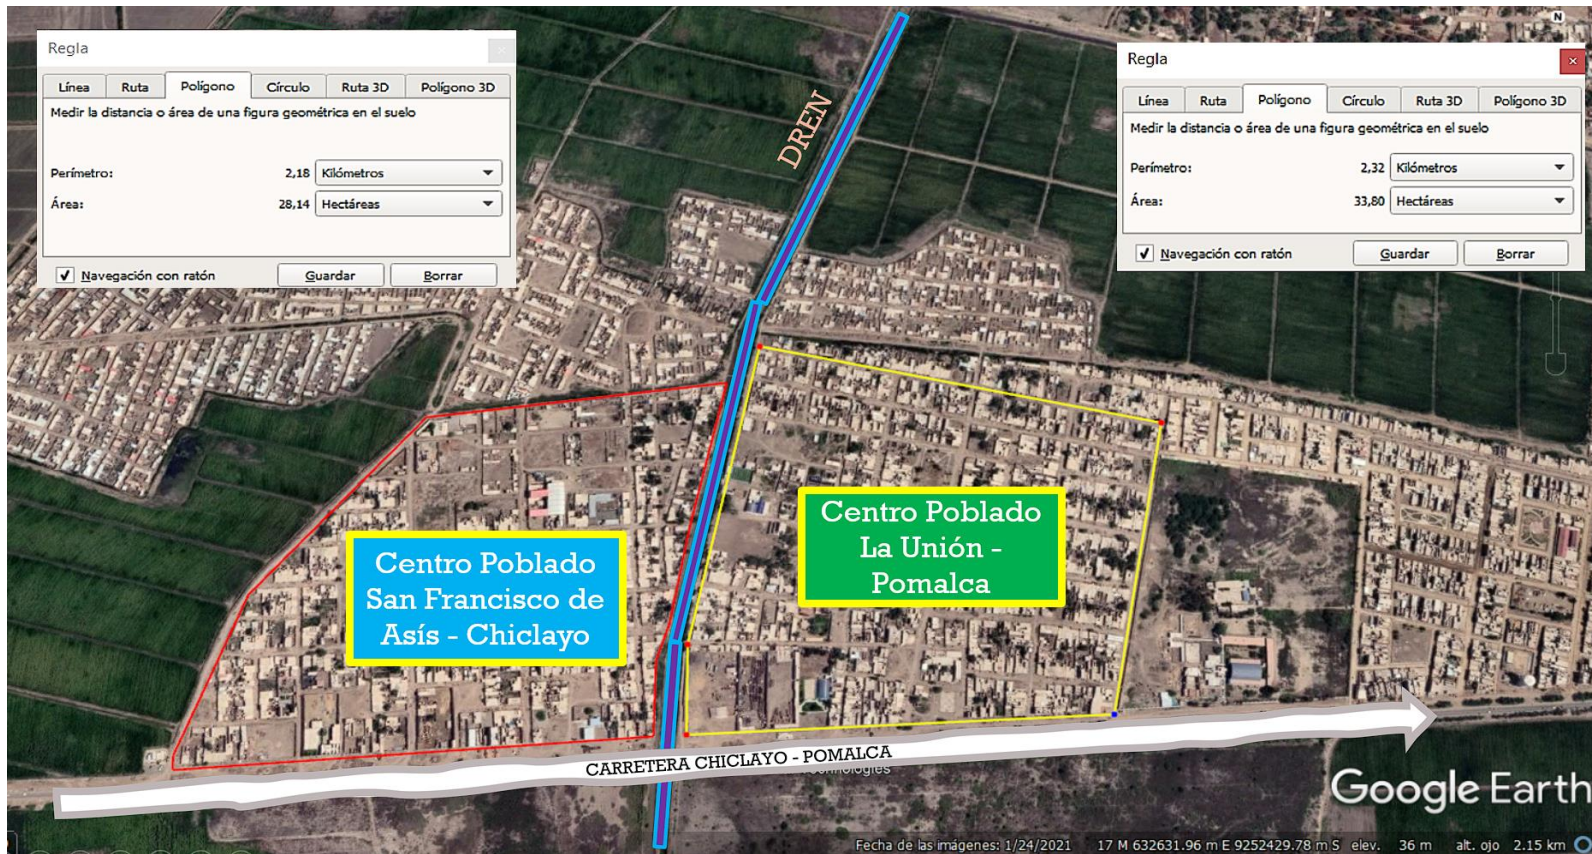 Regla
Línea Ruta Polígono Círculo Ruta 3D Polígono 3D
Medir la distancia o área de una figura geométrica en el suelo
Perímetro: 2,18 Kilómetros
Área: 28,14 Hectáreas
Navegación con ratón Guardar Borrar
Regla
Línea Ruta Polígono Círculo Ruta 3D Polígono 3D
Medir la distancia o área de una figura geométrica en el suelo
Perímetro: 2,32 Kilómetros
Área: 33,80 Hectáreas
Navegación con ratón Guardar Borrar
N
DREN
Centro Poblado
San Francisco de
Asís - Chiclayo
Centro Poblado
La Unión -
Pomalca
CARRETERA CHICLAYO - POMALCA
Google Earth
Fecha de las imágenes: 1/24/2021 17 M 632631.96 m E 9252429.78 m S elev. 36 m alt. ojo 2.15 km